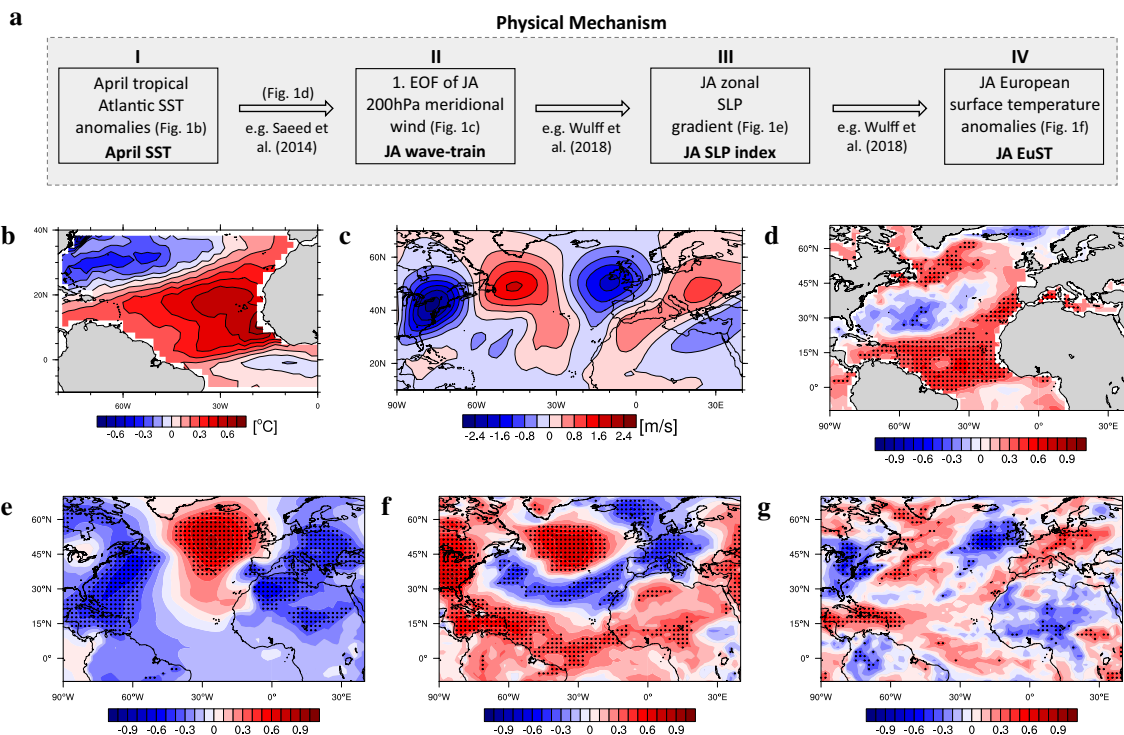 a
Physical Mechanism
I
April tropical
Atlantic SST
anomalies (Fig. 1b)
April SST
(Fig. 1d)
e.g. Saeed et
al. (2014)
II
1. EOF of JA
200hPa meridional
wind (Fig. 1c)
JA wave-train
e.g. Wulff et
al. (2018)
III
JA zonal
SLP
gradient (Fig. 1e)
JA SLP index
e.g. Wulff et
al. (2018)
IV
JA European
surface temperature
anomalies (Fig. 1f)
JA EuST
b
40N
20N
0
60W 30W 0
-0.6 -0.3 0 0.3 0.6 [°C]
c
60N
40N
20N
90W 60W 30W 0 30E
-2.4 -1.6 -0.8 0 0.8 1.6 2.4 [m/s]
d
60°N
45°N
30°N
15°N
0°
90°W 60°W 30°W 0° 30°E
-0.9 -0.6 -0.3 0 0.3 0.6 0.9
e
60°N
45°N
30°N
15°N
0°
90°W 60°W 30°W 0° 30°E
-0.9 -0.6 -0.3 0 0.3 0.6 0.9
f
60°N
45°N
30°N
15°N
0°
90°W 60°W 30°W 0° 30°E
-0.9 -0.6 -0.3 0 0.3 0.6 0.9
g
60°N
45°N
30°N
15°N
0°
90°W 60°W 30°W 0° 30°E
-0.9 -0.6 -0.3 0 0.3 0.6 0.9